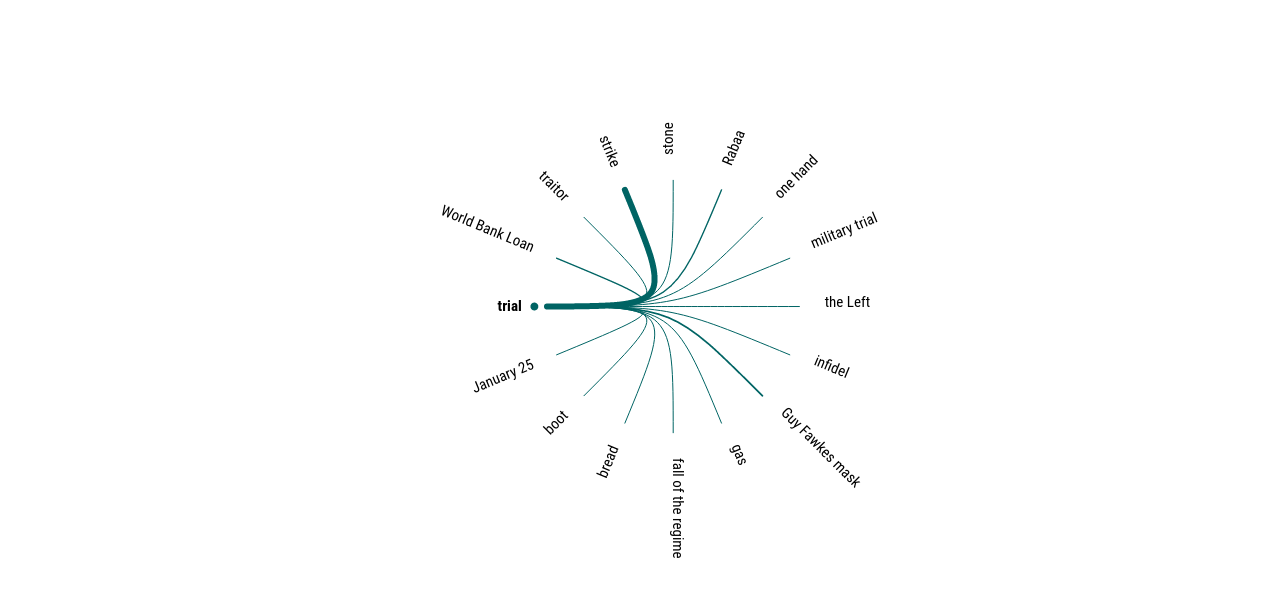 stone
Rabaa
strike
one hand
traitor
military trial
World Bank Loan
the Left
trial
infidel
January 25
Guy Fawkes mask
boot
gas
bread
fall of the regime